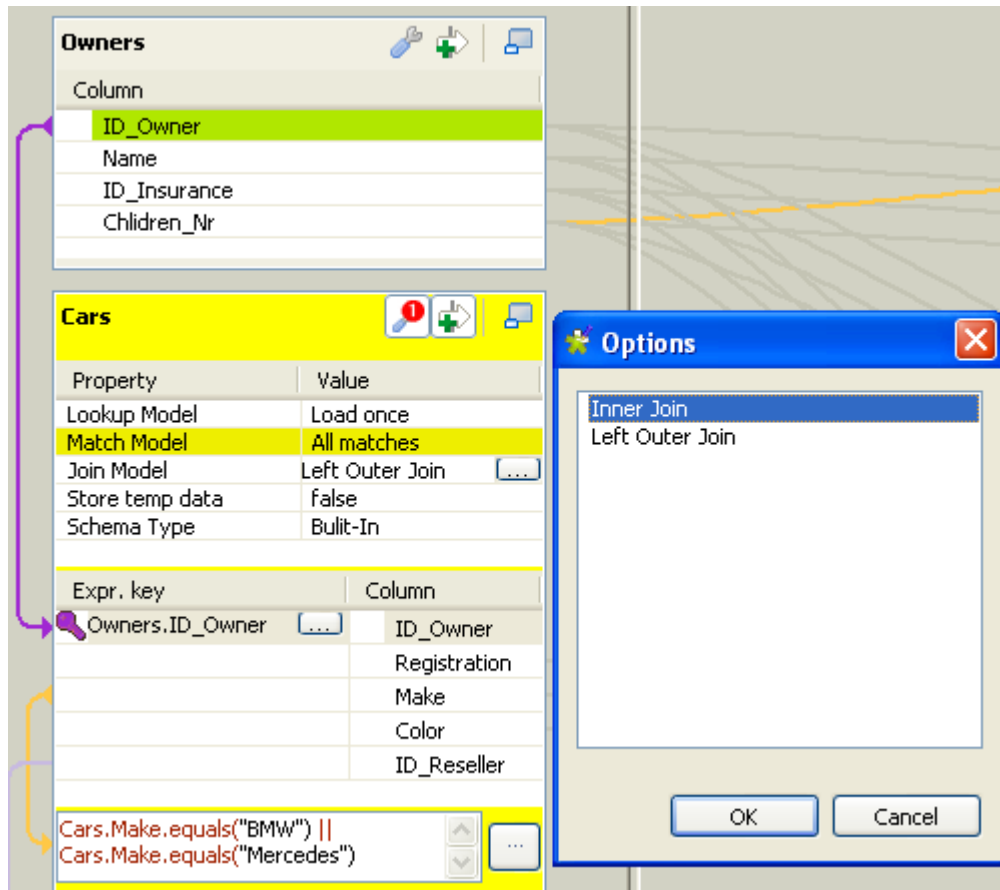 Owners
Column
ID_Owner
Name
ID_Insurance
Chlidren_Nr
Cars
1
Property Value
Lookup Model Load once
Match Model All matches
Join Model Left Outer Join ...
Store temp data false
Schema Type Bulit-In
Expr. key Column
Owners.ID_Owner ... ID_Owner
Registration
Make
Color
ID_Reseller
Cars.Make.equals("BMW") ||
Cars.Make.equals("Mercedes")
...
Options
Inner Join
Left Outer Join
OK Cancel